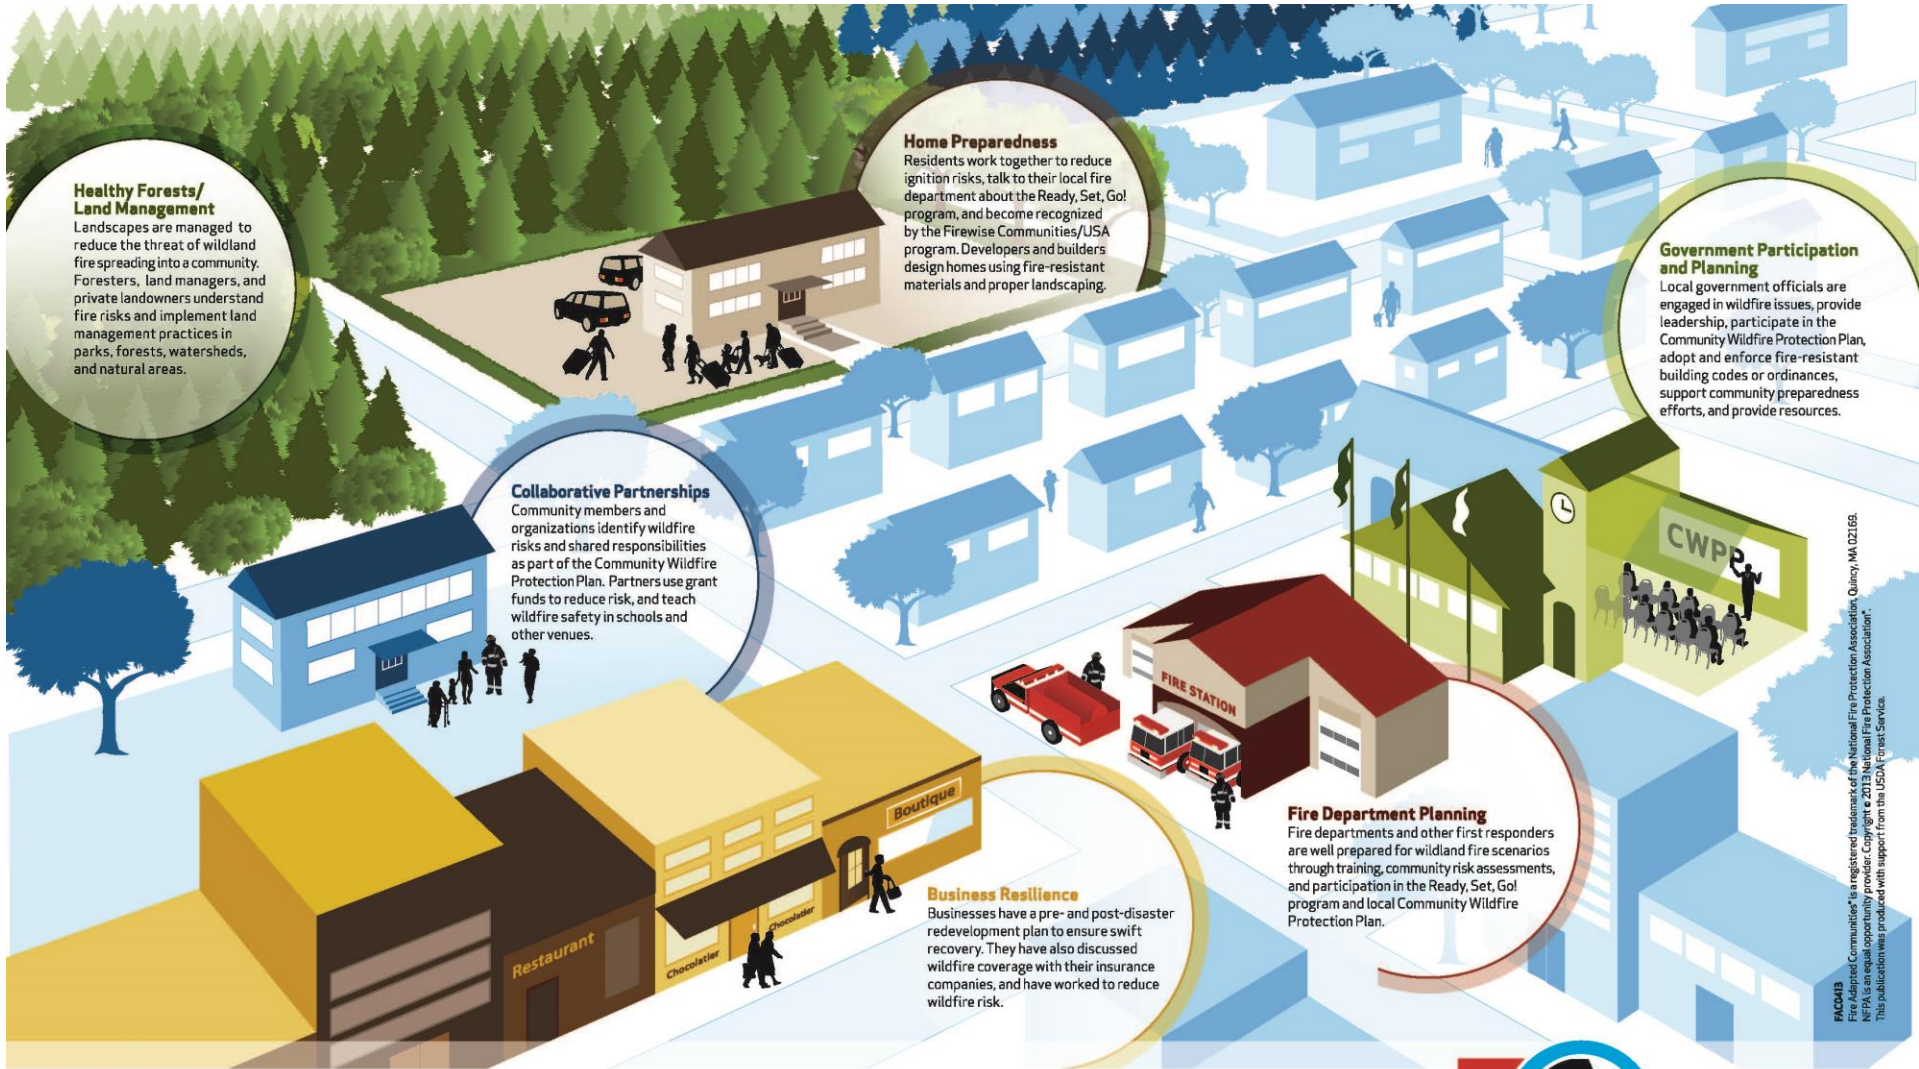 Healthy Forests/
Land Management
Landscapes are managed to
reduce the threat of wildland
fire spreading into a community.
Foresters, land managers, and
private landowners understand
fire risks and implement land
management practices in
parks, forests, watersheds,
and natural areas.
Home Preparedness
Residents work together to reduce
ignition risks, talk to their local fire
department about the Ready, Set, Go!
program, and become recognized
by the Firewise Communities/USA
program. Developers and builders
design homes using fire-resistant
materials and proper landscaping.
Government Participation
and Planning
Local government officials are
engaged in wildfire issues, provide
leadership, participate in the
Community Wildfire Protection Plan,
adopt and enforce fire-resistant
building codes or ordinances,
support community preparedness
efforts, and provide resources.
Collaborative Partnerships
Community members and
organizations identify wildfire
risks and shared responsibilities
as part of the Community Wildfire
Protection Plan. Partners use grant
funds to reduce risk, and teach
wildfire safety in schools and
other venues.
CWPP
FIRE STATION
Fire Department Planning
Fire departments and other first responders
are well prepared for wildland fire scenarios
through training, community risk assessments,
and participation in the Ready, Set, Go!
program and local Community Wildfire
Protection Plan.
Boutique
Chocolatier
Chocolatier
Restaurant
Business Resilience
Businesses have a pre- and post-disaster
redevelopment plan to ensure swift
recovery. They have also discussed
wildfire coverage with their insurance
companies, and have worked to reduce
wildfire risk.
FAC0413
Fire Adapted Communities® is a registered trademark of the National Fire Protection Association, Quincy, MA 02169.
NFPA is an equal opportunity provider. Copyright © 2013 National Fire Protection Association®.
This publication was produced with support from the USDA Forest Service.